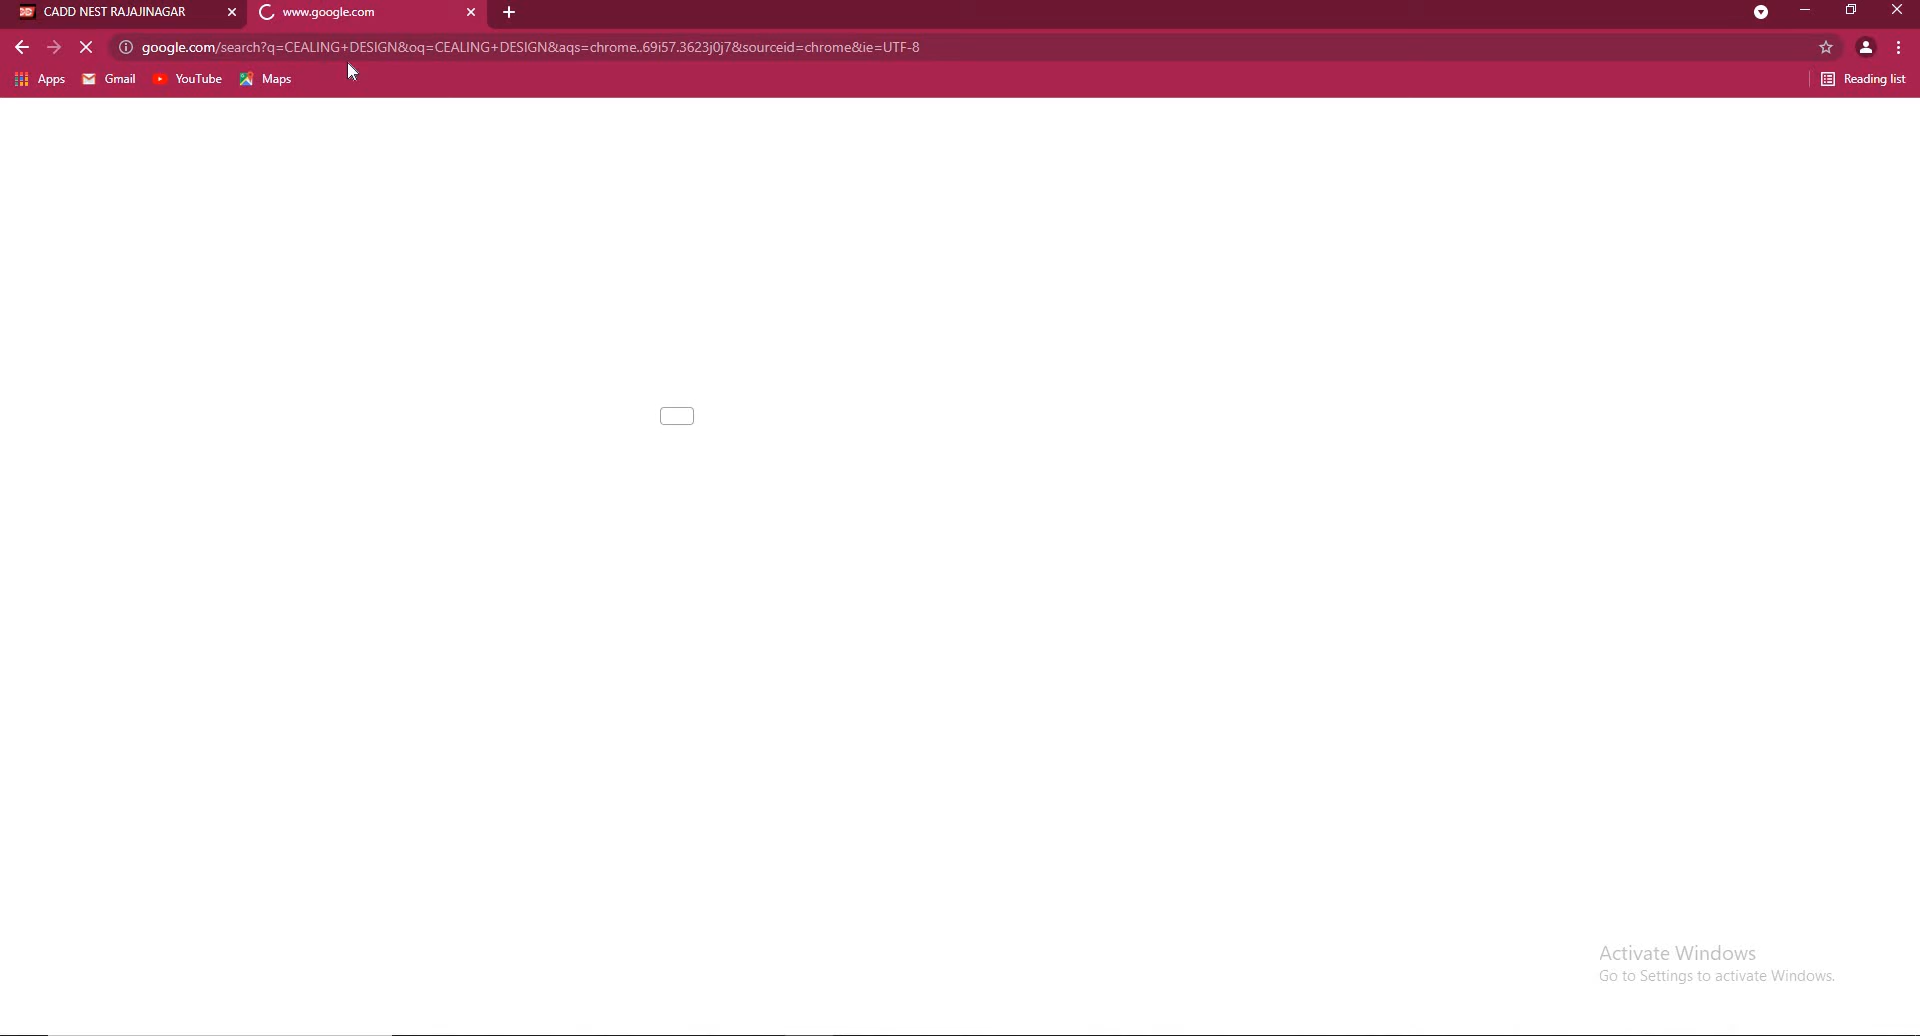 CADD NEST RAJAJINAGAR
www.google.com
google.com/search?q=CEALING+DESIGN&oq=CEALING+DESIGN&aqs=chrome..69i57.3623j0j7&sourceid=chrome&ie=UTF-8
Apps Gmail YouTube Maps Reading list
Activate Windows
Go to Settings to activate Windows.